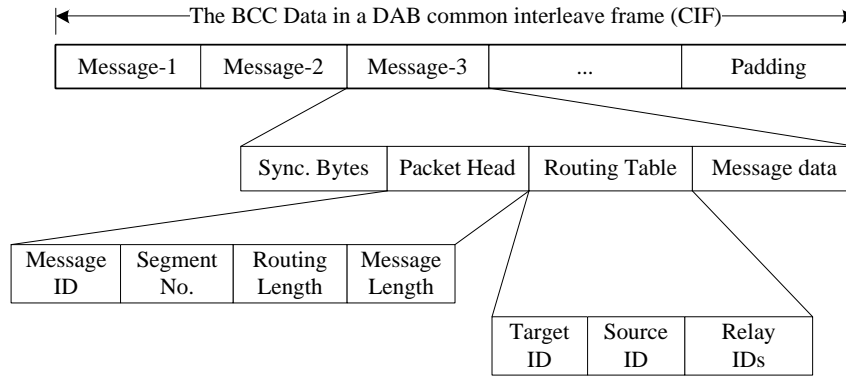 The BCC Data in a DAB common interleave frame (CIF)
Message-1 Message-2 Message-3 ... Padding
Sync. Bytes Packet Head Routing Table Message data
Message Segment Routing Message
ID No. Length Length
Target Source Relay
ID ID IDs